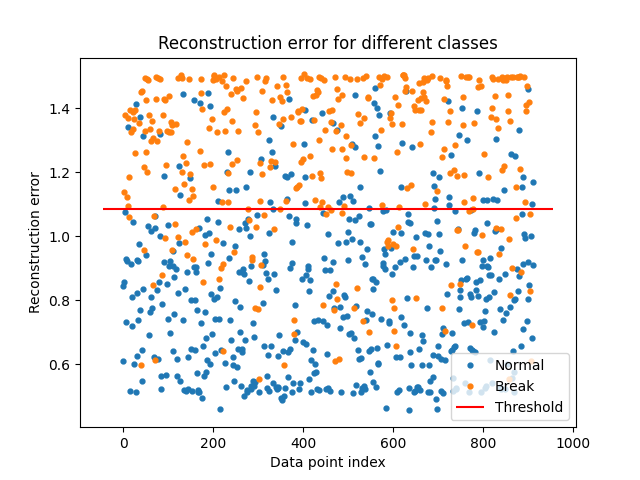 Reconstruction error for different classes
Reconstruction error
1.4
1.2
1.0
0.8
0.6
Normal
Break
Threshold
0
200
400
600
800
1000
Data point index